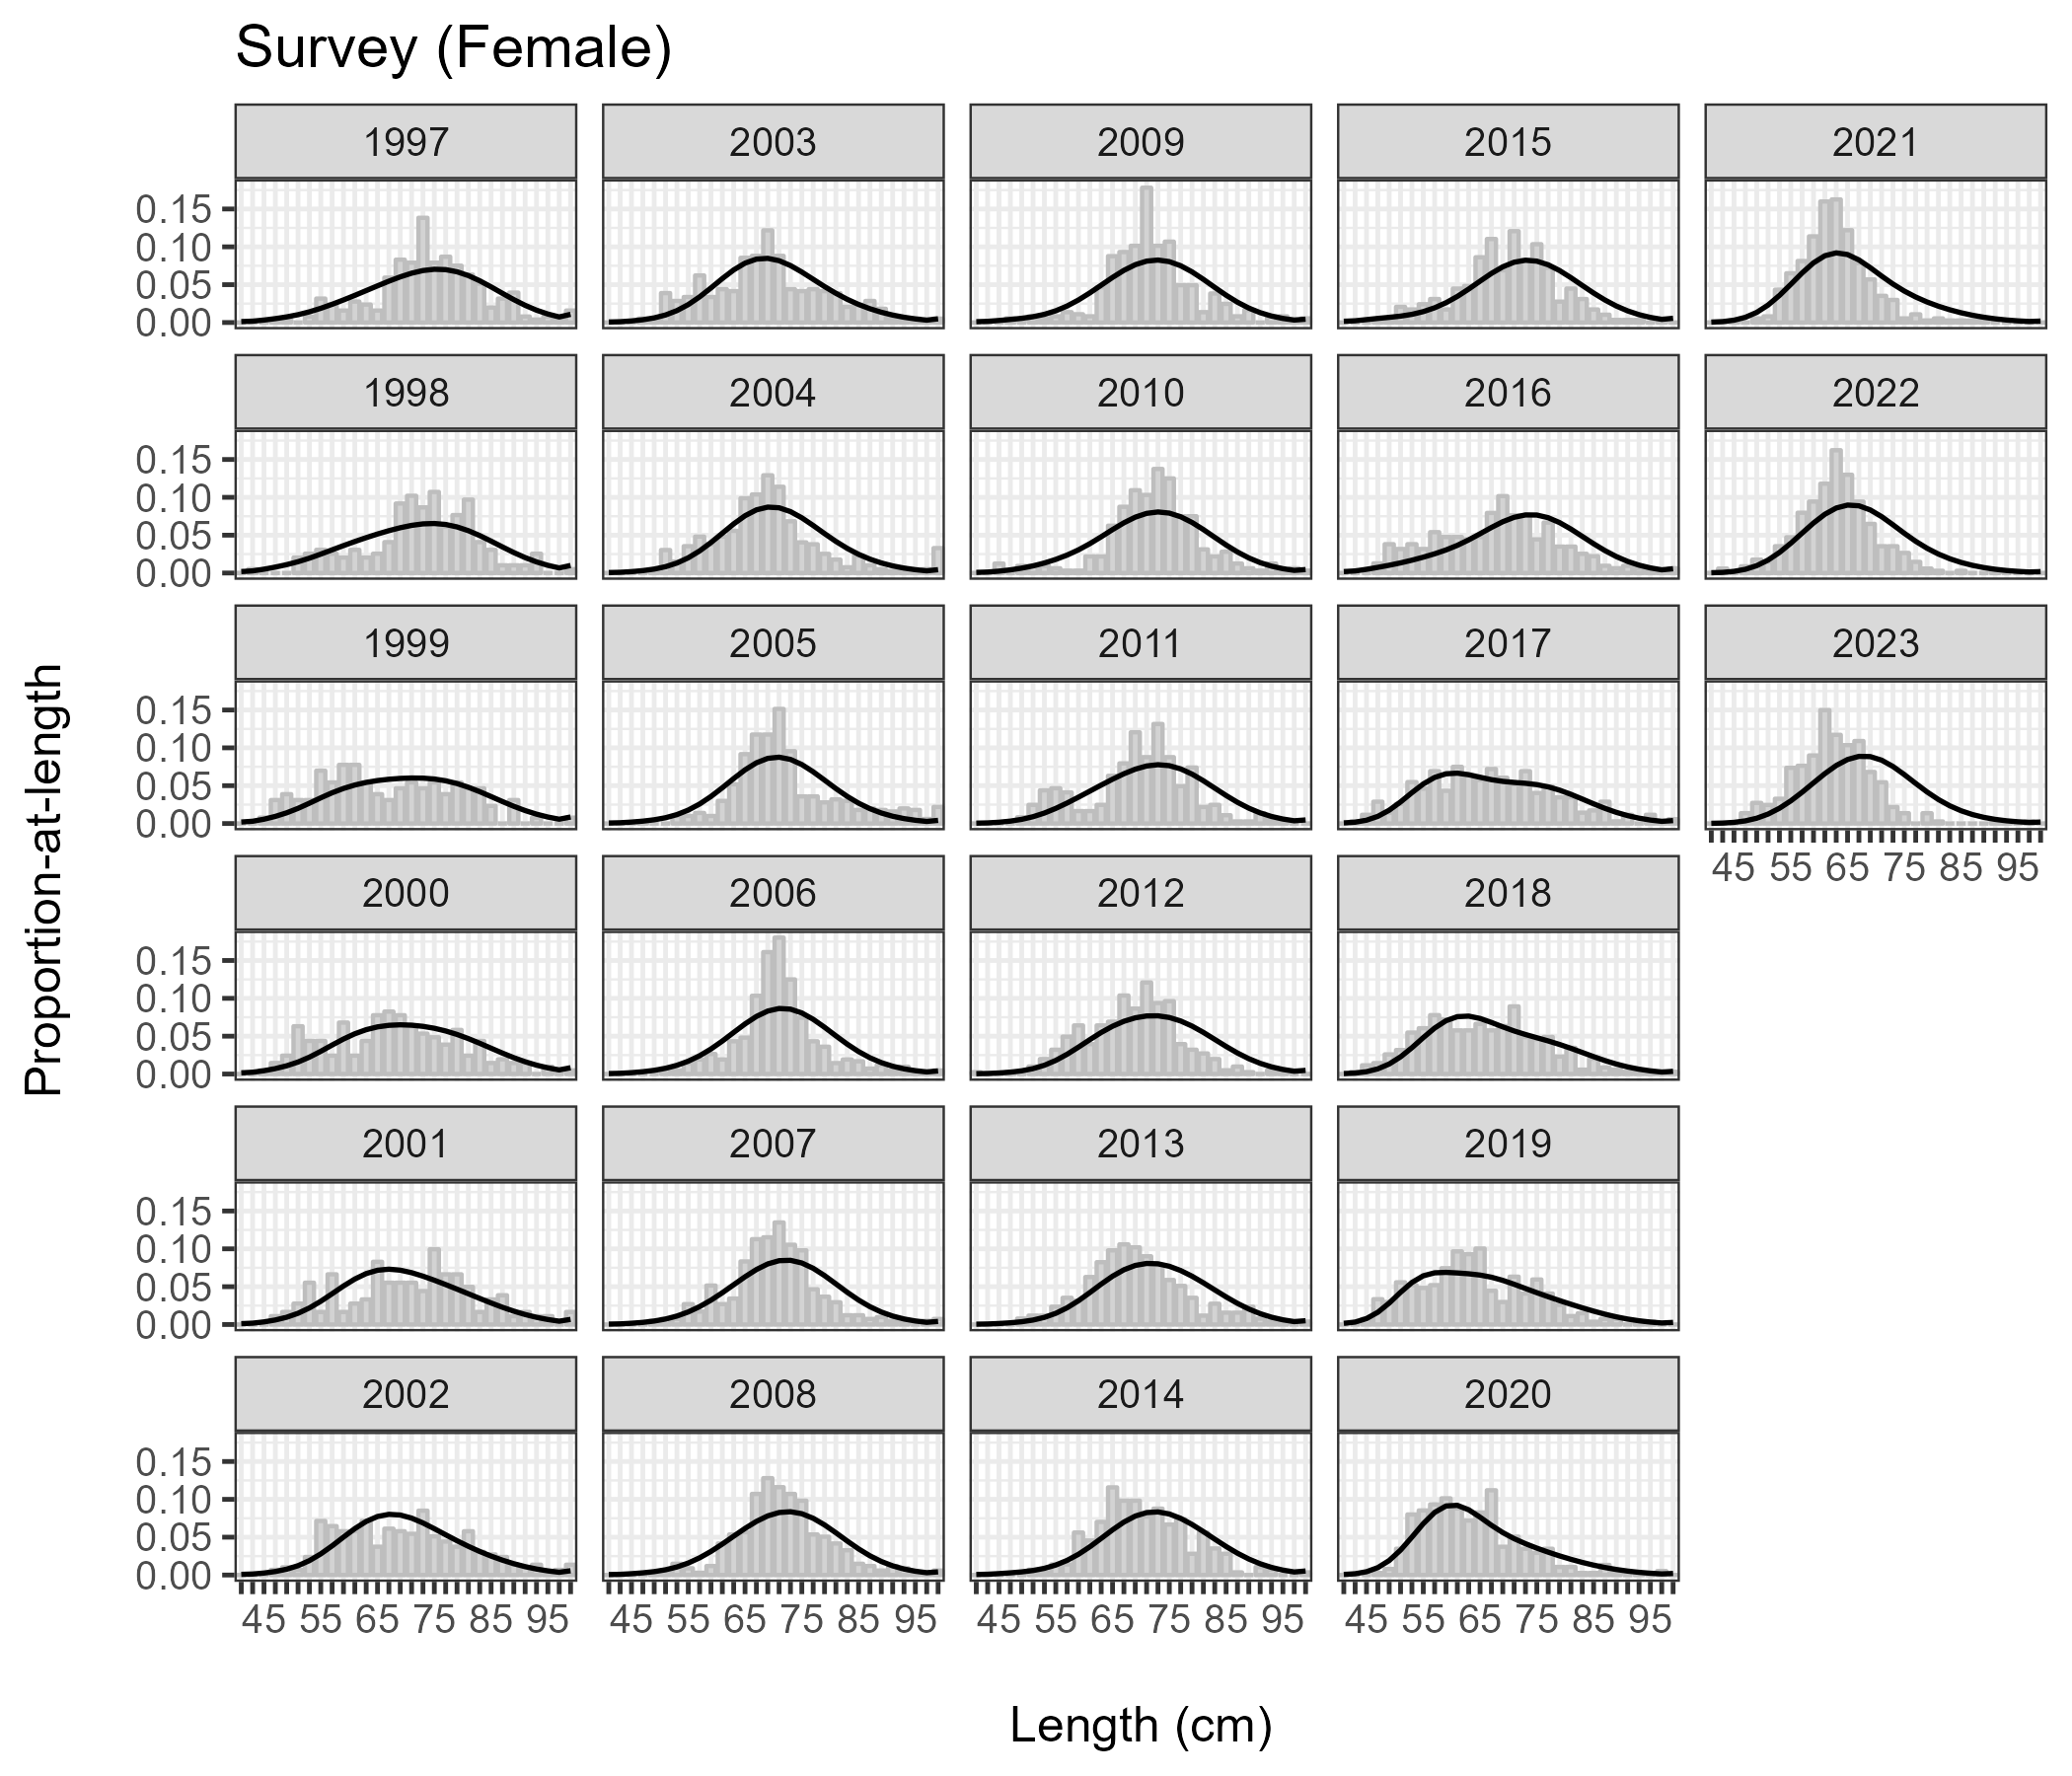 Survey (Female)
1997 2003 2009 2015 2021
0.15
0.10
0.05
0.00
1998 2004 2010 2016 2022
0.15
0.10
0.05
0.00
1999 2005 2011 2017 2023
0.15
0.10
0.05
0.00
45 55 65 75 85 95
2000 2006 2012 2018
0.15
0.10
0.05
0.00
2001 2007 2013 2019
0.15
0.10
0.05
0.00
2002 2008 2014 2020
0.15
0.10
0.05
0.00
45 55 65 75 85 95 45 55 65 75 85 95 45 55 65 75 85 95 45 55 65 75 85 95
Proportion-at-length
Length (cm)